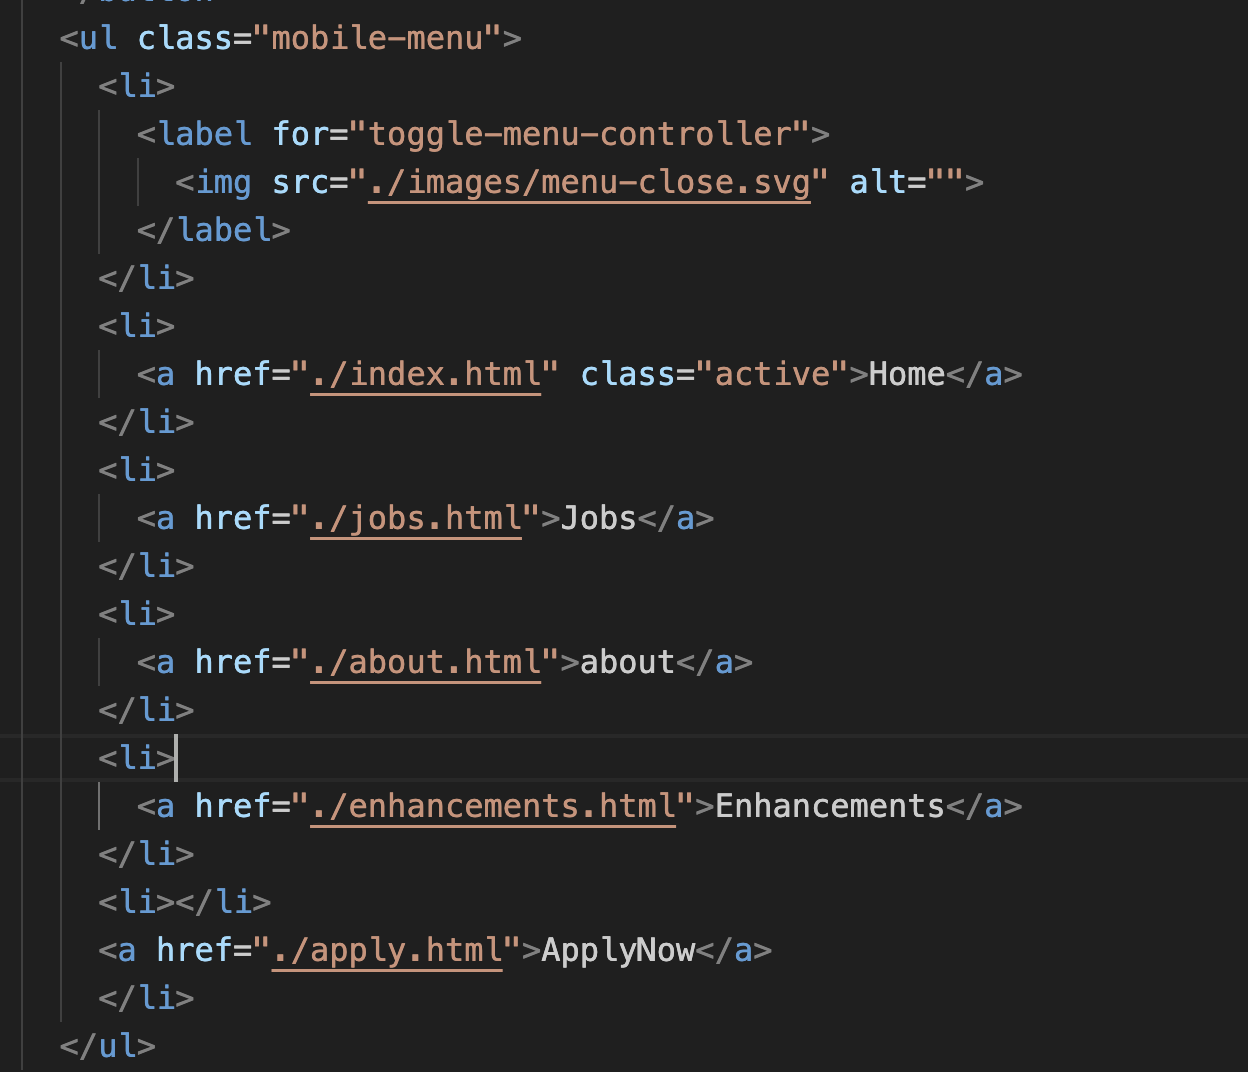 <ul class="mobile-menu">
<li>
<label for="toggle-menu-controller">
<img src="./images/menu-close.svg" alt="">
</label>
</li>
<li>
<a href="./index.html" class="active">Home</a>
</li>
<li>
<a href="./jobs.html">Jobs</a>
</li>
<li>
<a href="./about.html">about</a>
</li>
<li>
<a href="./enhancements.html">Enhancements</a>
</li>
<li></li>
<a href="./apply.html">ApplyNow</a>
</li>
</ul>